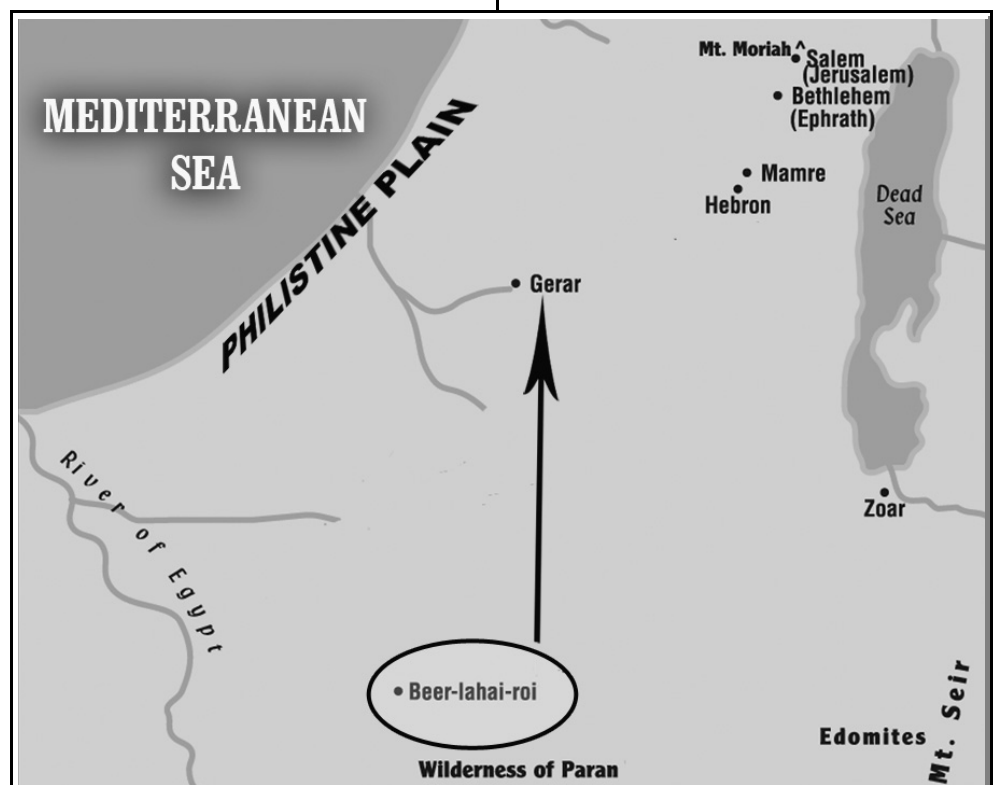 Mt. Moriah^
Salem
(Jerusalem)
Bethlehem
(Ephrath)
MEDITERRANEAN
SEA
PHILISTINE PLAIN
Mamre
Hebron
Dead
Sea
Gerar
River of Egypt
Zoar
Beer-lahai-roi
Edomites
Mt. Seir
Wilderness of Paran